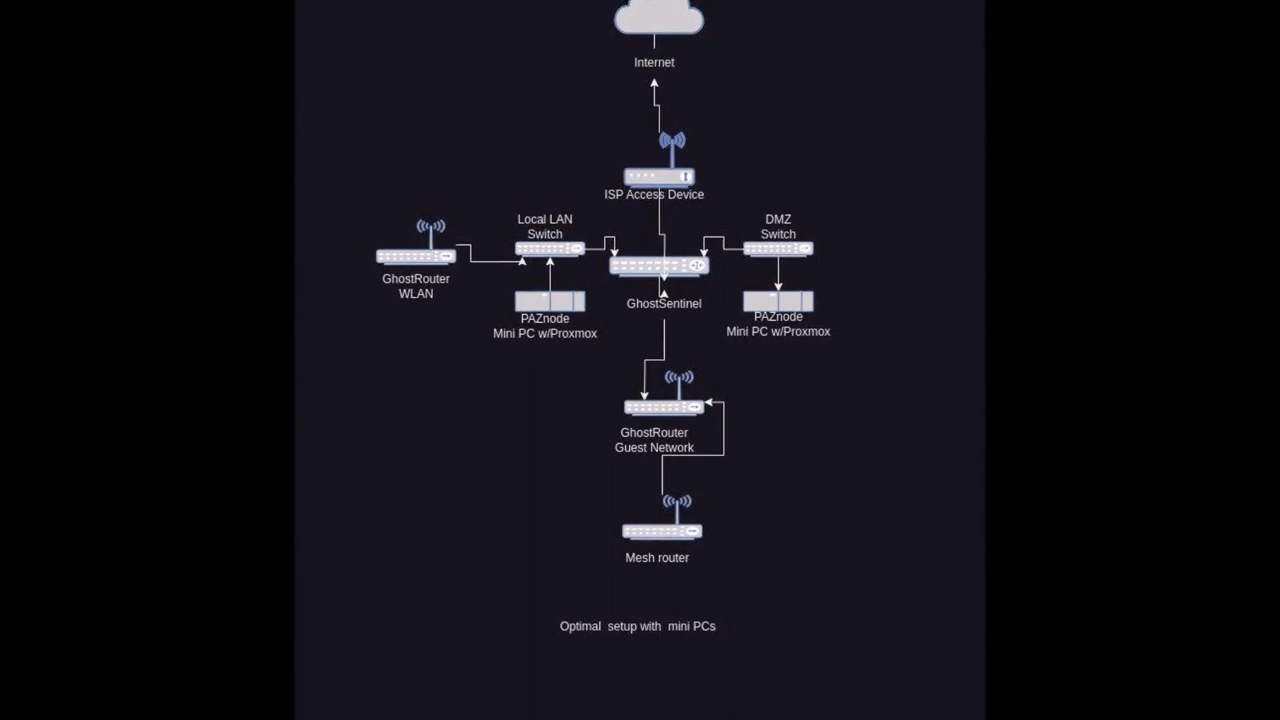 Internet
ISP Access Device
Local LAN
Switch
DMZ
Switch
GhostRouter
WLAN
GhostSentinel
PAZnode
Mini PC w/Proxmox
PAZnode
Mini PC w/Proxmox
GhostRouter
Guest Network
Mesh router
Optimal  setup with  mini PCs